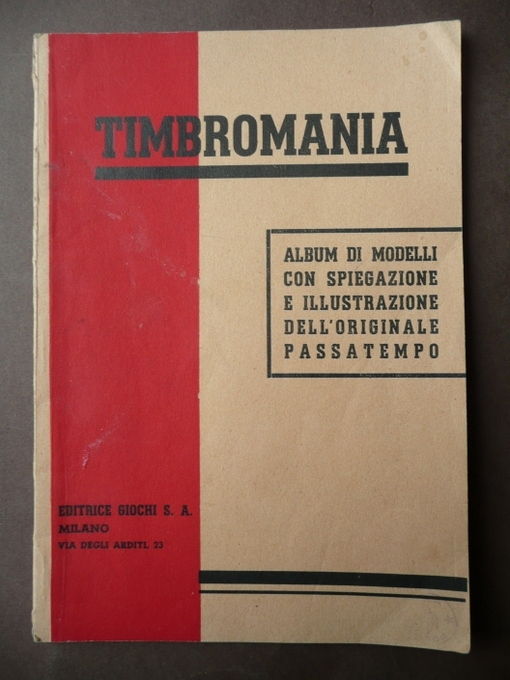 TIMBROMANIA
ALBUM DI MODELLI
CON SPIEGAZIONE
E ILLUSTRAZIONE
DELL'ORIGINALE
PASSATEMPO
EDITRICE GIOCHI S. A.
MILANO
VIA DEGLI ARDITI, 23